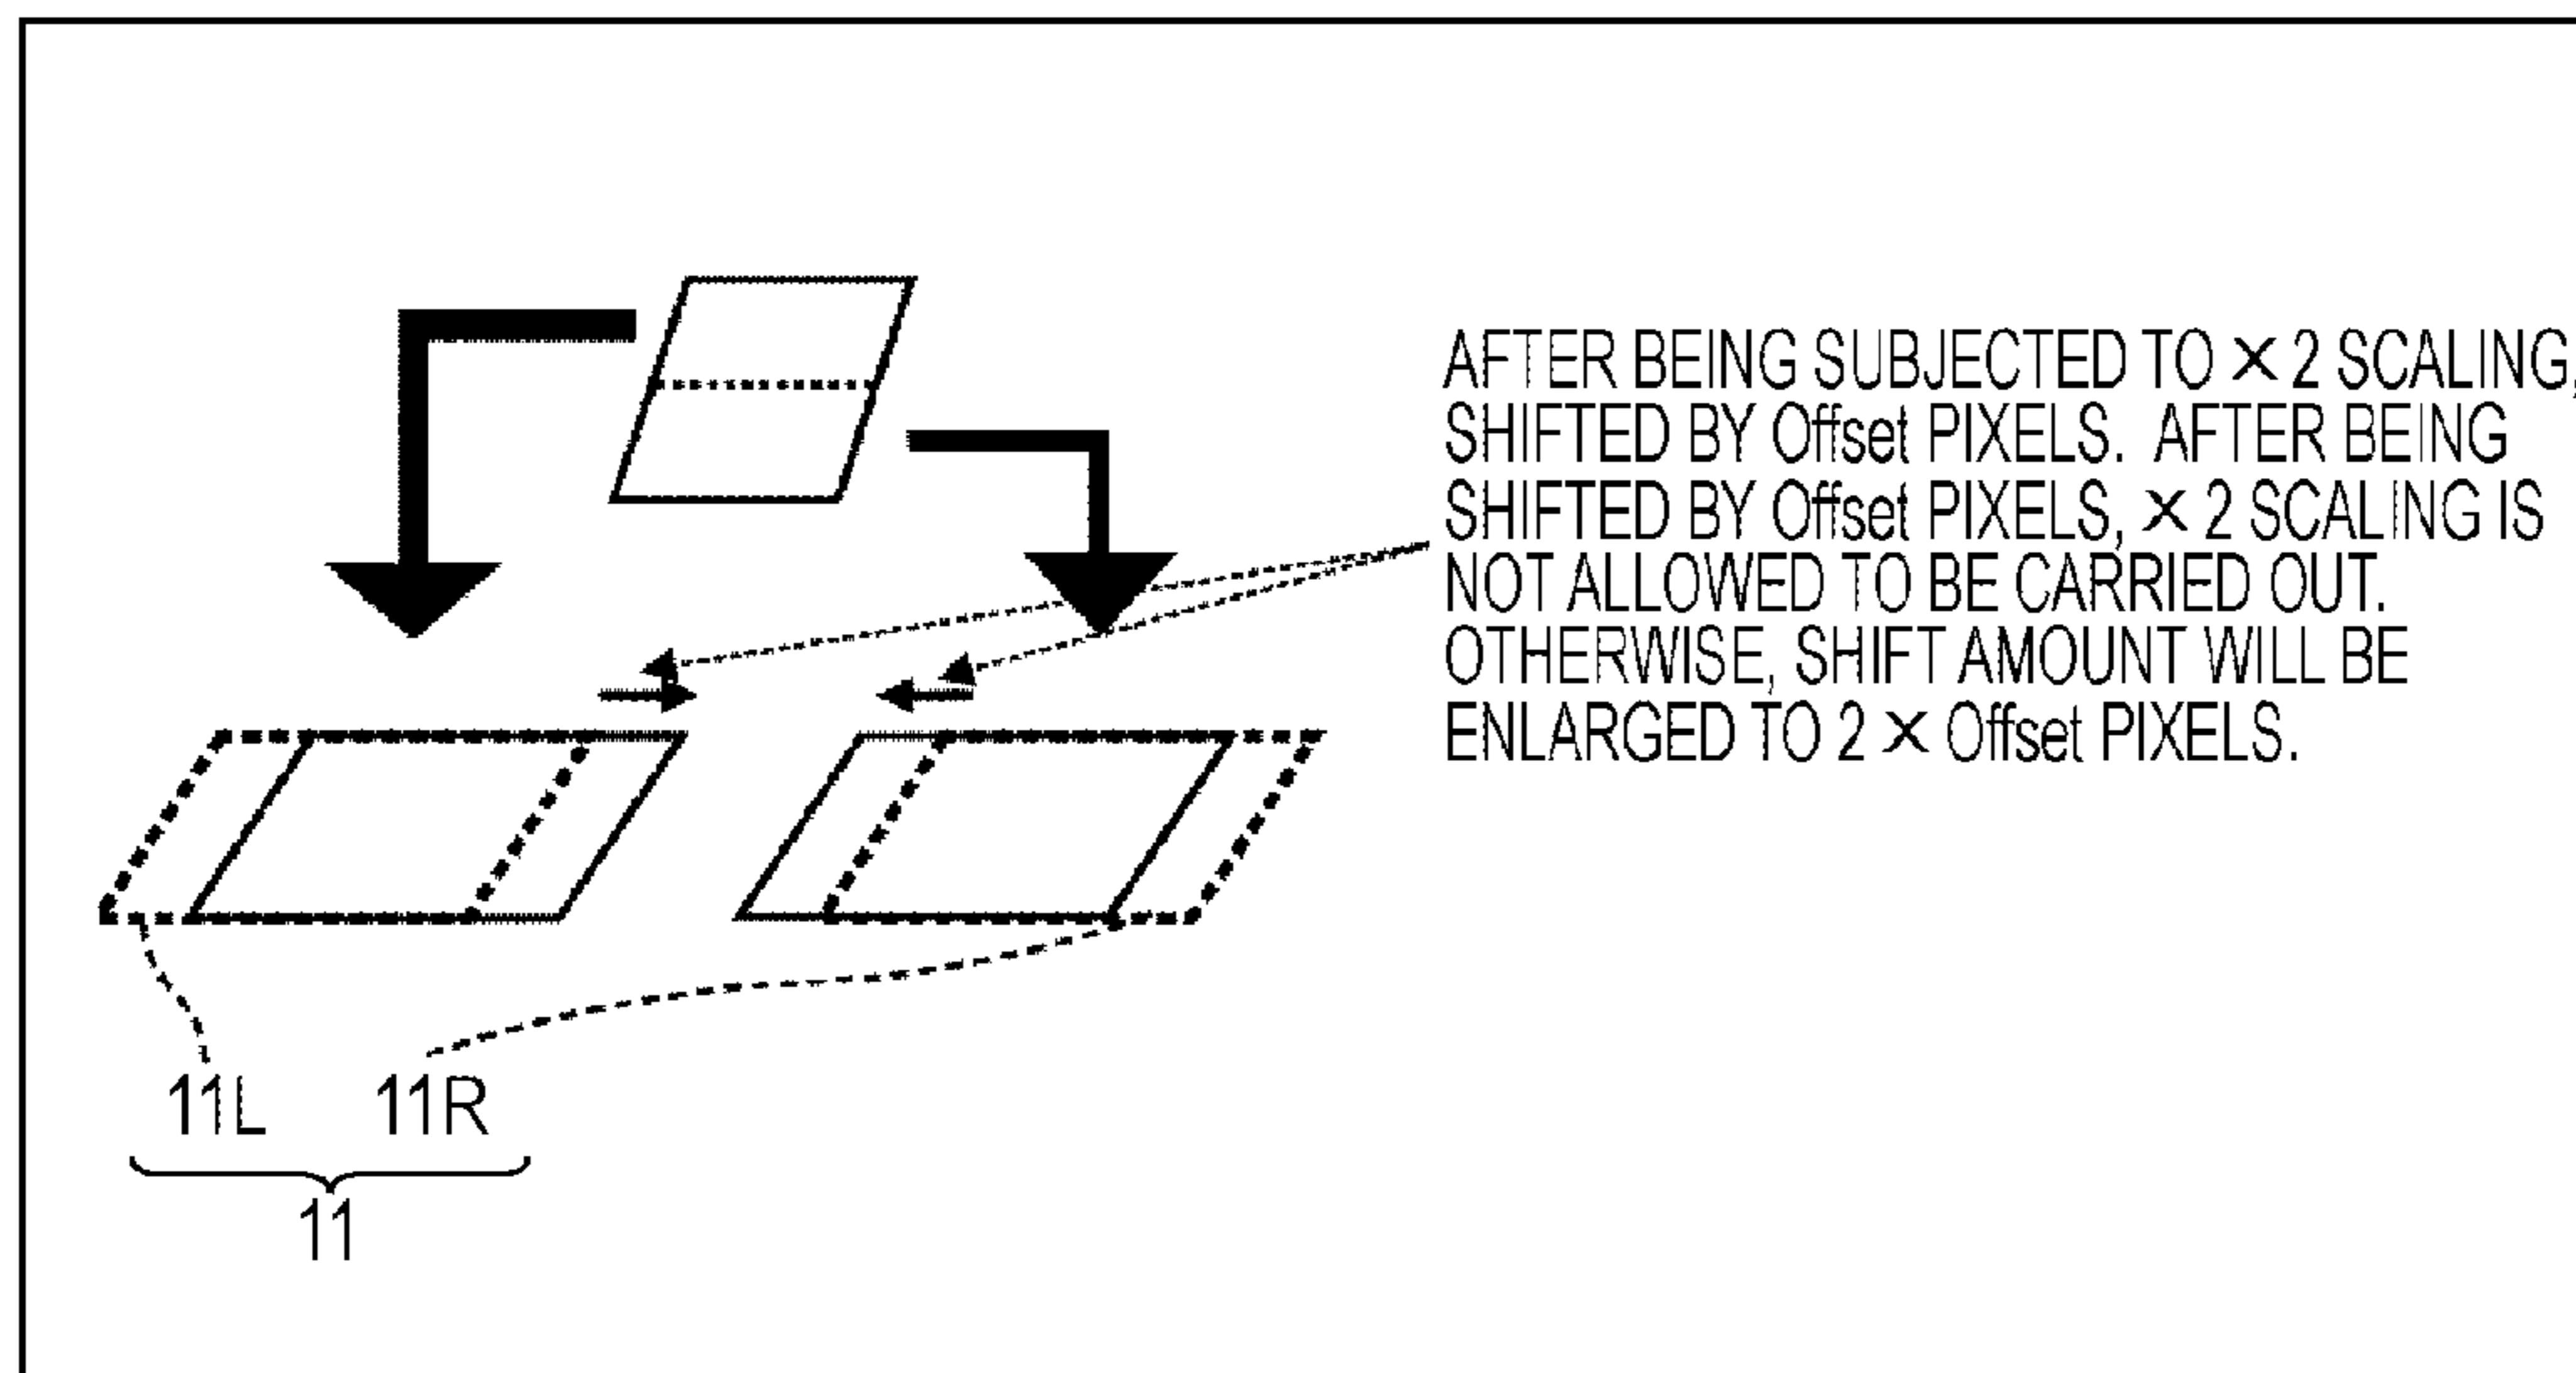 AFTER BEING SUBJECTED TO × 2 SCALING,
SHIFTED BY Offset PIXELS. AFTER BEING
SHIFTED BY Offset PIXELS, × 2 SCALING IS
NOT ALLOWED TO BE CARRIED OUT.
OTHERWISE, SHIFT AMOUNT WILL BE
ENLARGED TO 2 × Offset PIXELS.
11L 11R
11